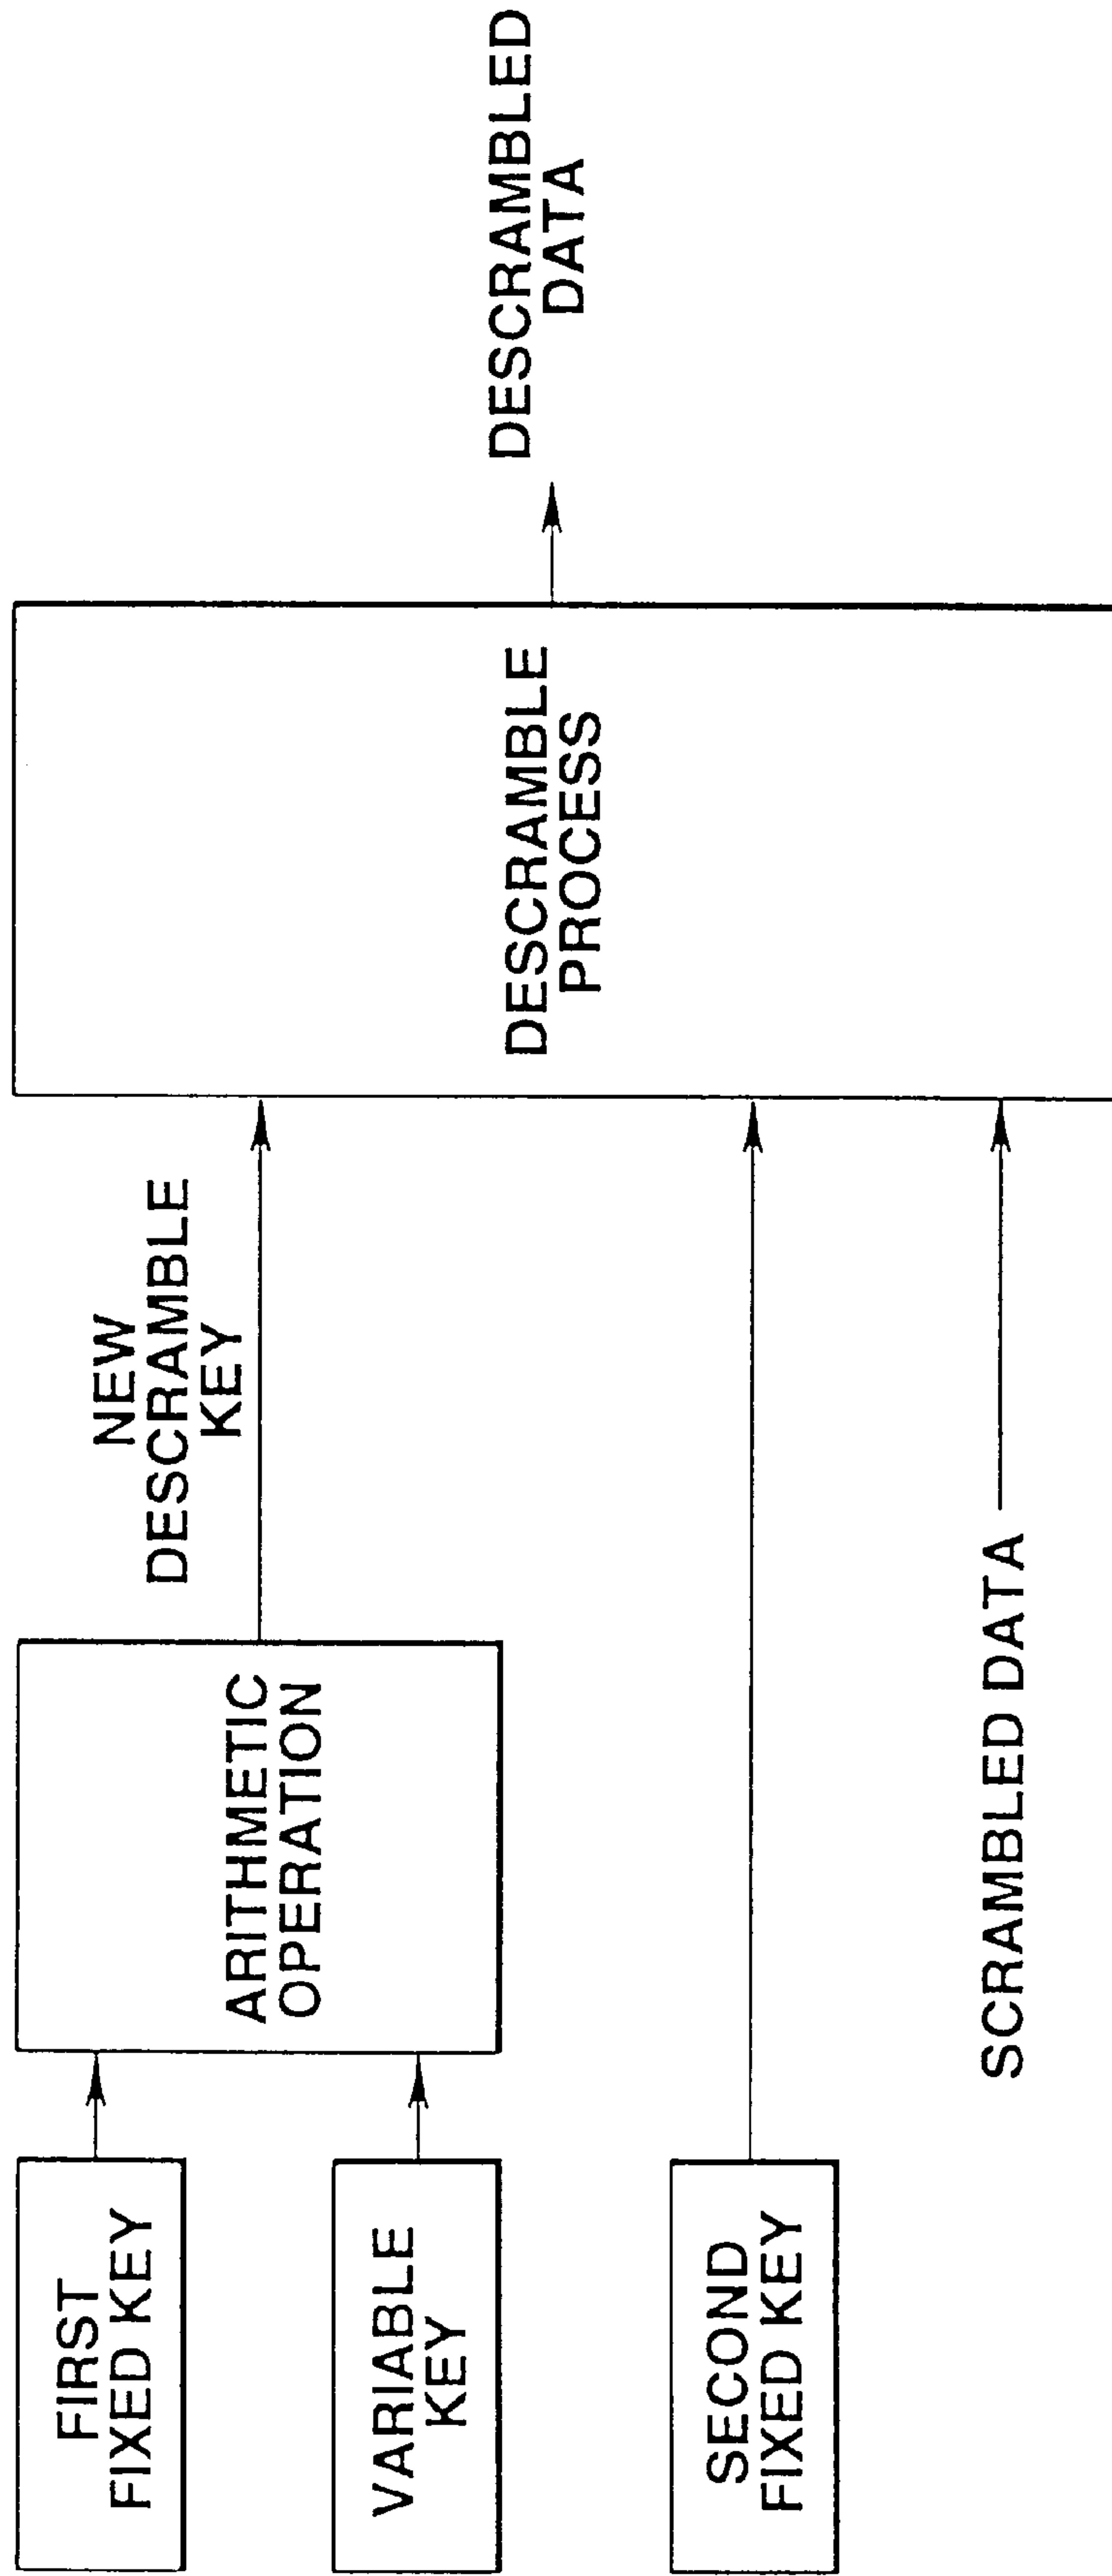 FIRST
FIXED KEY
VARIABLE
KEY
SECOND
FIXED KEY
ARITHMETIC
OPERATION
NEW
DESCRAMBLE
KEY
SCRAMBLED DATA
DESCRAMBLE
PROCESS
DESCRAMBLED
DATA